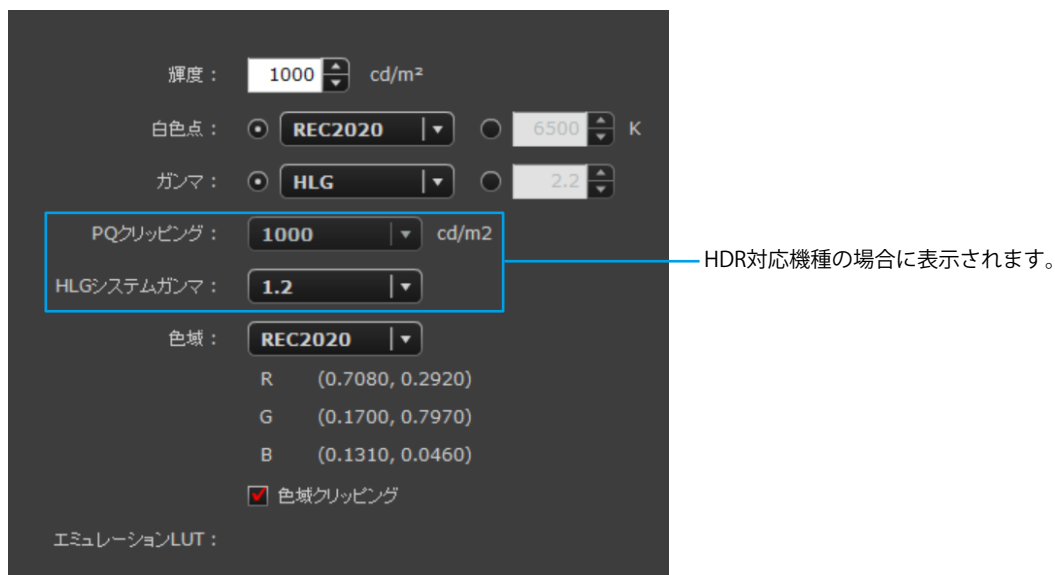 輝度： 1000 cd/m²
白色点： REC2020 6500 K
ガンマ： HLG 2.2
PQクリッピング： 1000 cd/m2
HDR対応機種の場合に表示されます。
HLGシステムガンマ： 1.2
色域： REC2020
R (0.7080, 0.2920)
G (0.1700, 0.7970)
B (0.1310, 0.0460)
色域クリッピング
エミュレーションLUT：